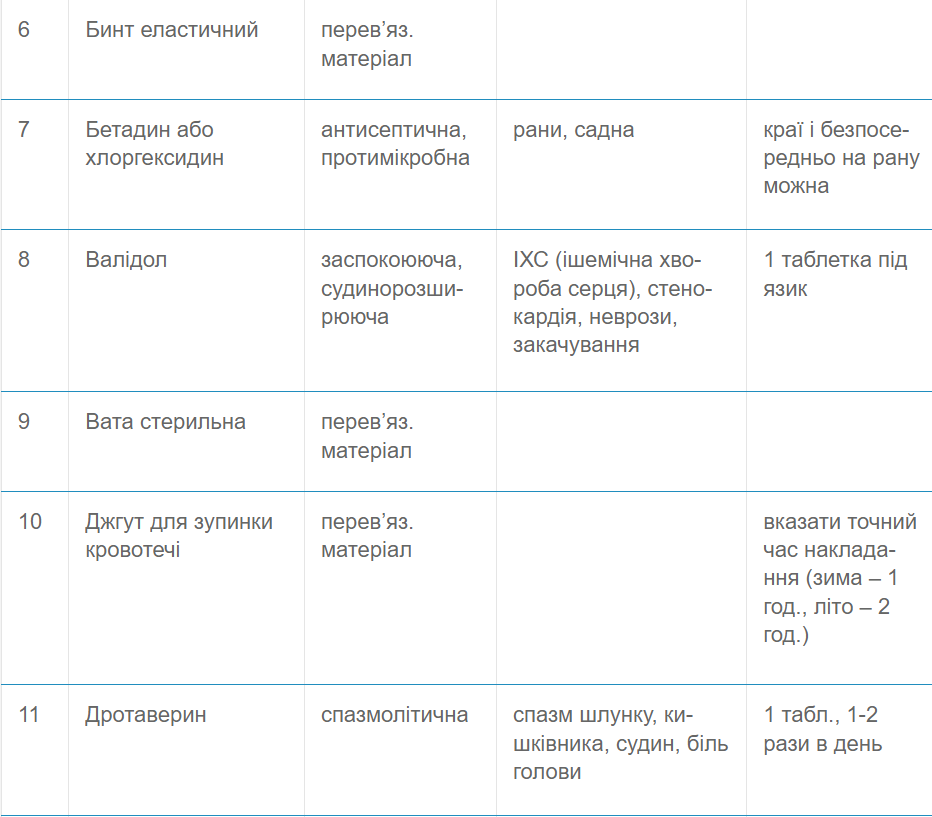 6
Бинт еластичний
перев’яз.
матеріал
7
Бетадин або
хлоргексидин
антисептична,
протимікробна
рани, садна
краї і безпосе-
редньо на рану
можна
8
Валідол
заспокоююча,
судинорозши-
рююча
ІХС (ішемічна хво-
роба серця), стено-
кардія, неврози,
закачування
1 таблетка під
язик
9
Вата стерильна
перев’яз.
матеріал
10
Джгут для зупинки
кровотечі
перев’яз.
матеріал
вказати точний
час наклада-
ння (зима – 1
год., літо – 2
год.)
11
Дротаверин
спазмолітична
спазм шлунку, ки-
шківника, судин, біль
голови
1 табл., 1-2
рази в день